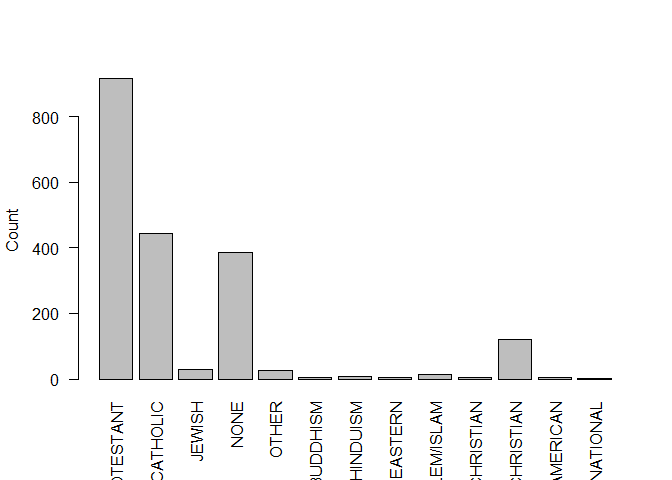 Count
800
600
400
200
0
OTESTANT
CATHOLIC
JEWISH
NONE
OTHER
BUDDHISM
HINDUISM
EASTERN
LEM/ISLAM
CHRISTIAN
CHRISTIAN
AMERICAN
NATIONAL